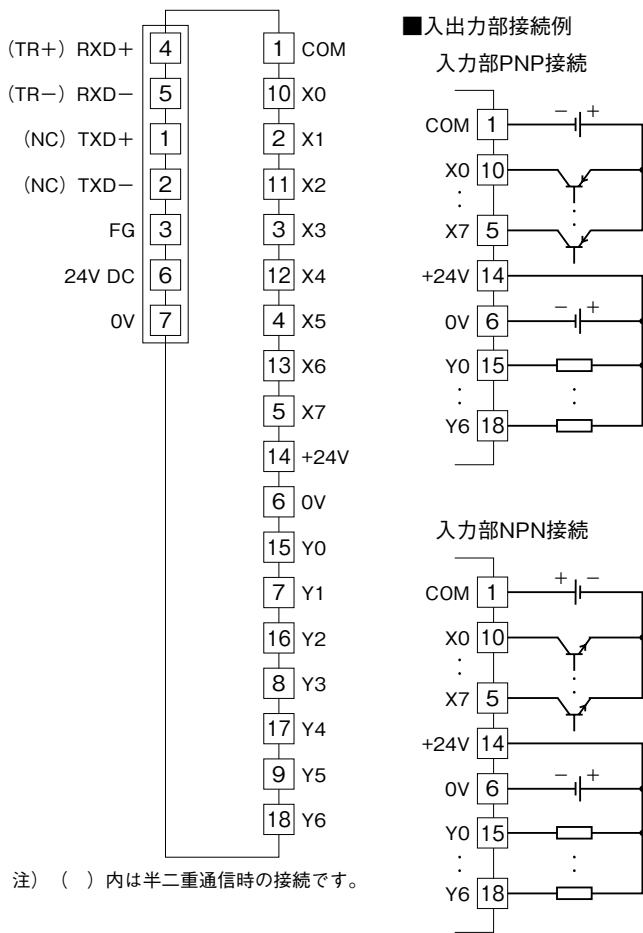 (TR+) RXD+ 4
(TR−) RXD− 5
(NC) TXD+ 1
(NC) TXD− 2
FG 3
24V DC 6
0V 7
1 COM
10 X0
2 X1
11 X2
3 X3
12 X4
4 X5
13 X6
5 X7
14 +24V
6 0V
15 Y0
7 Y1
16 Y2
8 Y3
17 Y4
9 Y5
18 Y6
注) ( )内は半二重通信時の接続です。
■入出力部接続例
入力部PNP接続
COM 1 − +
X0 10
:
X7 5
+24V 14
0V 6 − +
Y0 15
:
Y6 18
入力部NPN接続
COM 1 + −
X0 10
:
X7 5
+24V 14
0V 6 − +
Y0 15
:
Y6 18